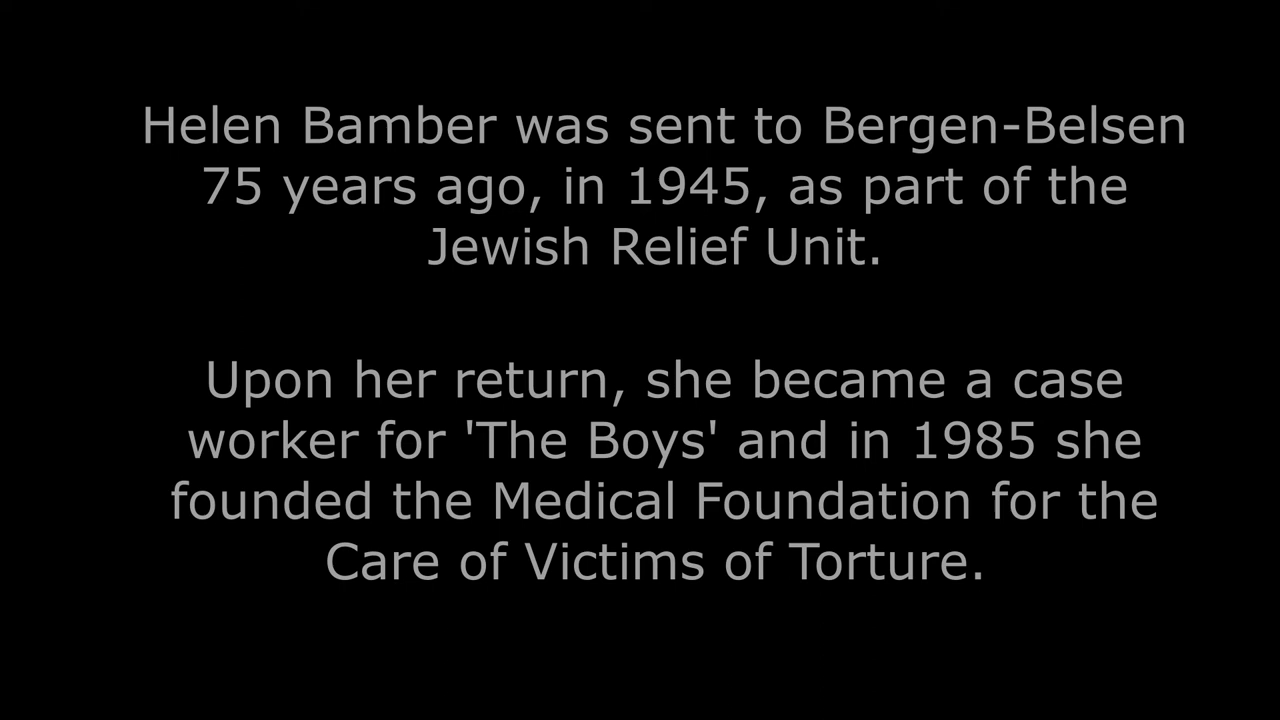 Helen Bamber was sent to Bergen-Belsen
75 years ago, in 1945, as part of the
Jewish Relief Unit.
Upon her return, she became a case
worker for 'The Boys' and in 1985 she
founded the Medical Foundation for the
Care of Victims of Torture.